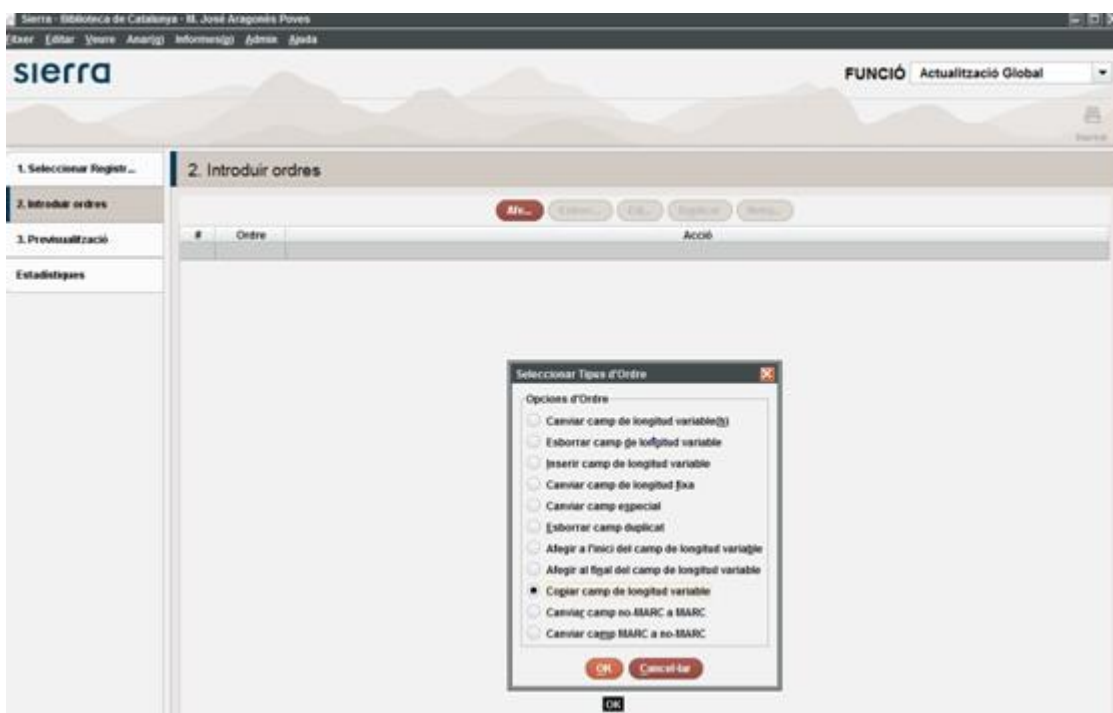 Sierra - Biblioteca de Catalunya - M. José Aragonés Poves
Fitxer Editar Veure Anar(g) Informes(g) Admin Ajuda
sierra
FUNCIÓ Actualització Global
1. Seleccionar Registr...
2. Introduir ordres
2. Introduir ordres
Afe...
3. Previsualització
# Ordre Acció
Estadístiques
Seleccionar Tipus d'Ordre
Opcions d'Ordre
Canviar camp de longitud variable(h)
Esborrar camp de longitud variable
Inserir camp de longitud variable
Canviar camp de longitud fixa
Canviar camp especial
Esborrar camp duplicat
Afegir a l'inici del camp de longitud variable
Afegir al final del camp de longitud variable
Copiar camp de longitud variable
Canviar camp no-MARC a MARC
Canviar camp MARC a no-MARC
OK Cancel·lar
OK